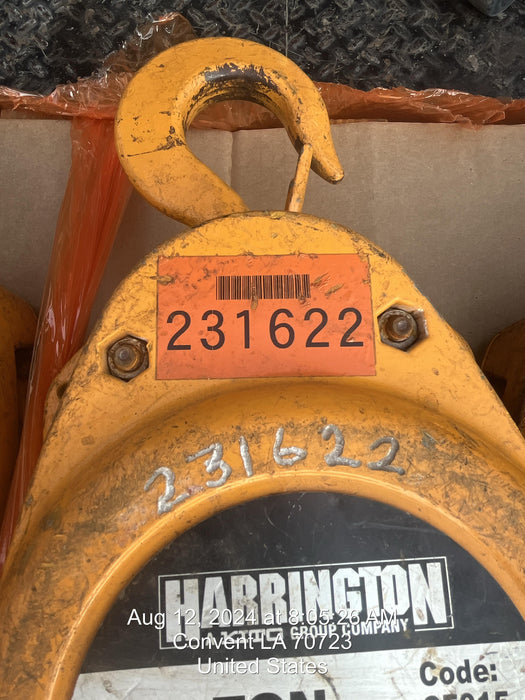 231622
231622
HARRINGTON
A KITO GROUP COMPANY
Aug 12, 2024 at 8:05:26 AM
Convent LA 70723
United States
Code:
TON